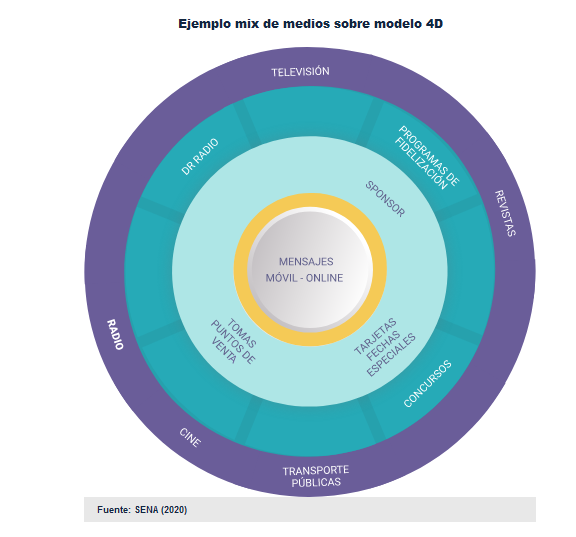 Ejemplo mix de medios sobre modelo 4D
TELEVISIÓN
DR RADIO
PROGRAMAS DE
FIDELIZACIÓN
SPONSOR
REVISTAS
MENSAJES
MÓVIL - ONLINE
RADIO
TOMAS
PUNTOS DE
VENTA
TARJETAS
FECHAS
ESPECIALES
CONCURSOS
CINE
TRANSPORTE
PÚBLICAS
Fuente: SENA (2020)